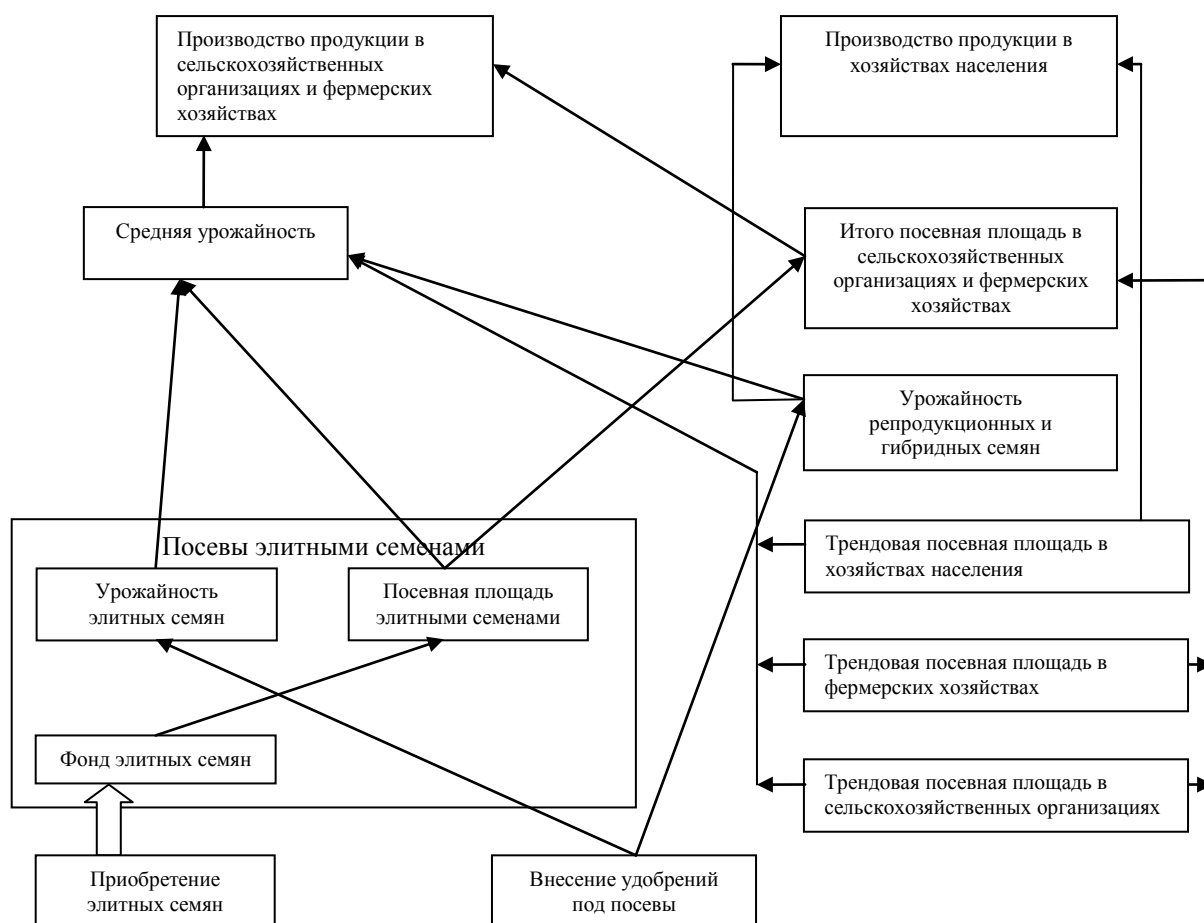 Производство продукции в
сельскохозяйственных
организациях и фермерских
хозяйствах
Производство продукции в
хозяйствах населения
Средняя урожайность
Итого посевная площадь в
сельскохозяйственных
организациях и фермерских
хозяйствах
Урожайность
репродукционных и
гибридных семян
Посевы элитными семенами
Урожайность
элитных семян
Посевная площадь
элитными семенами
Трендовая посевная площадь в
хозяйствах населения
Трендовая посевная площадь в
фермерских хозяйствах
Фонд элитных семян
Трендовая посевная площадь в
сельскохозяйственных организациях
Приобретение
элитных семян
Внесение удобрений
под посевы